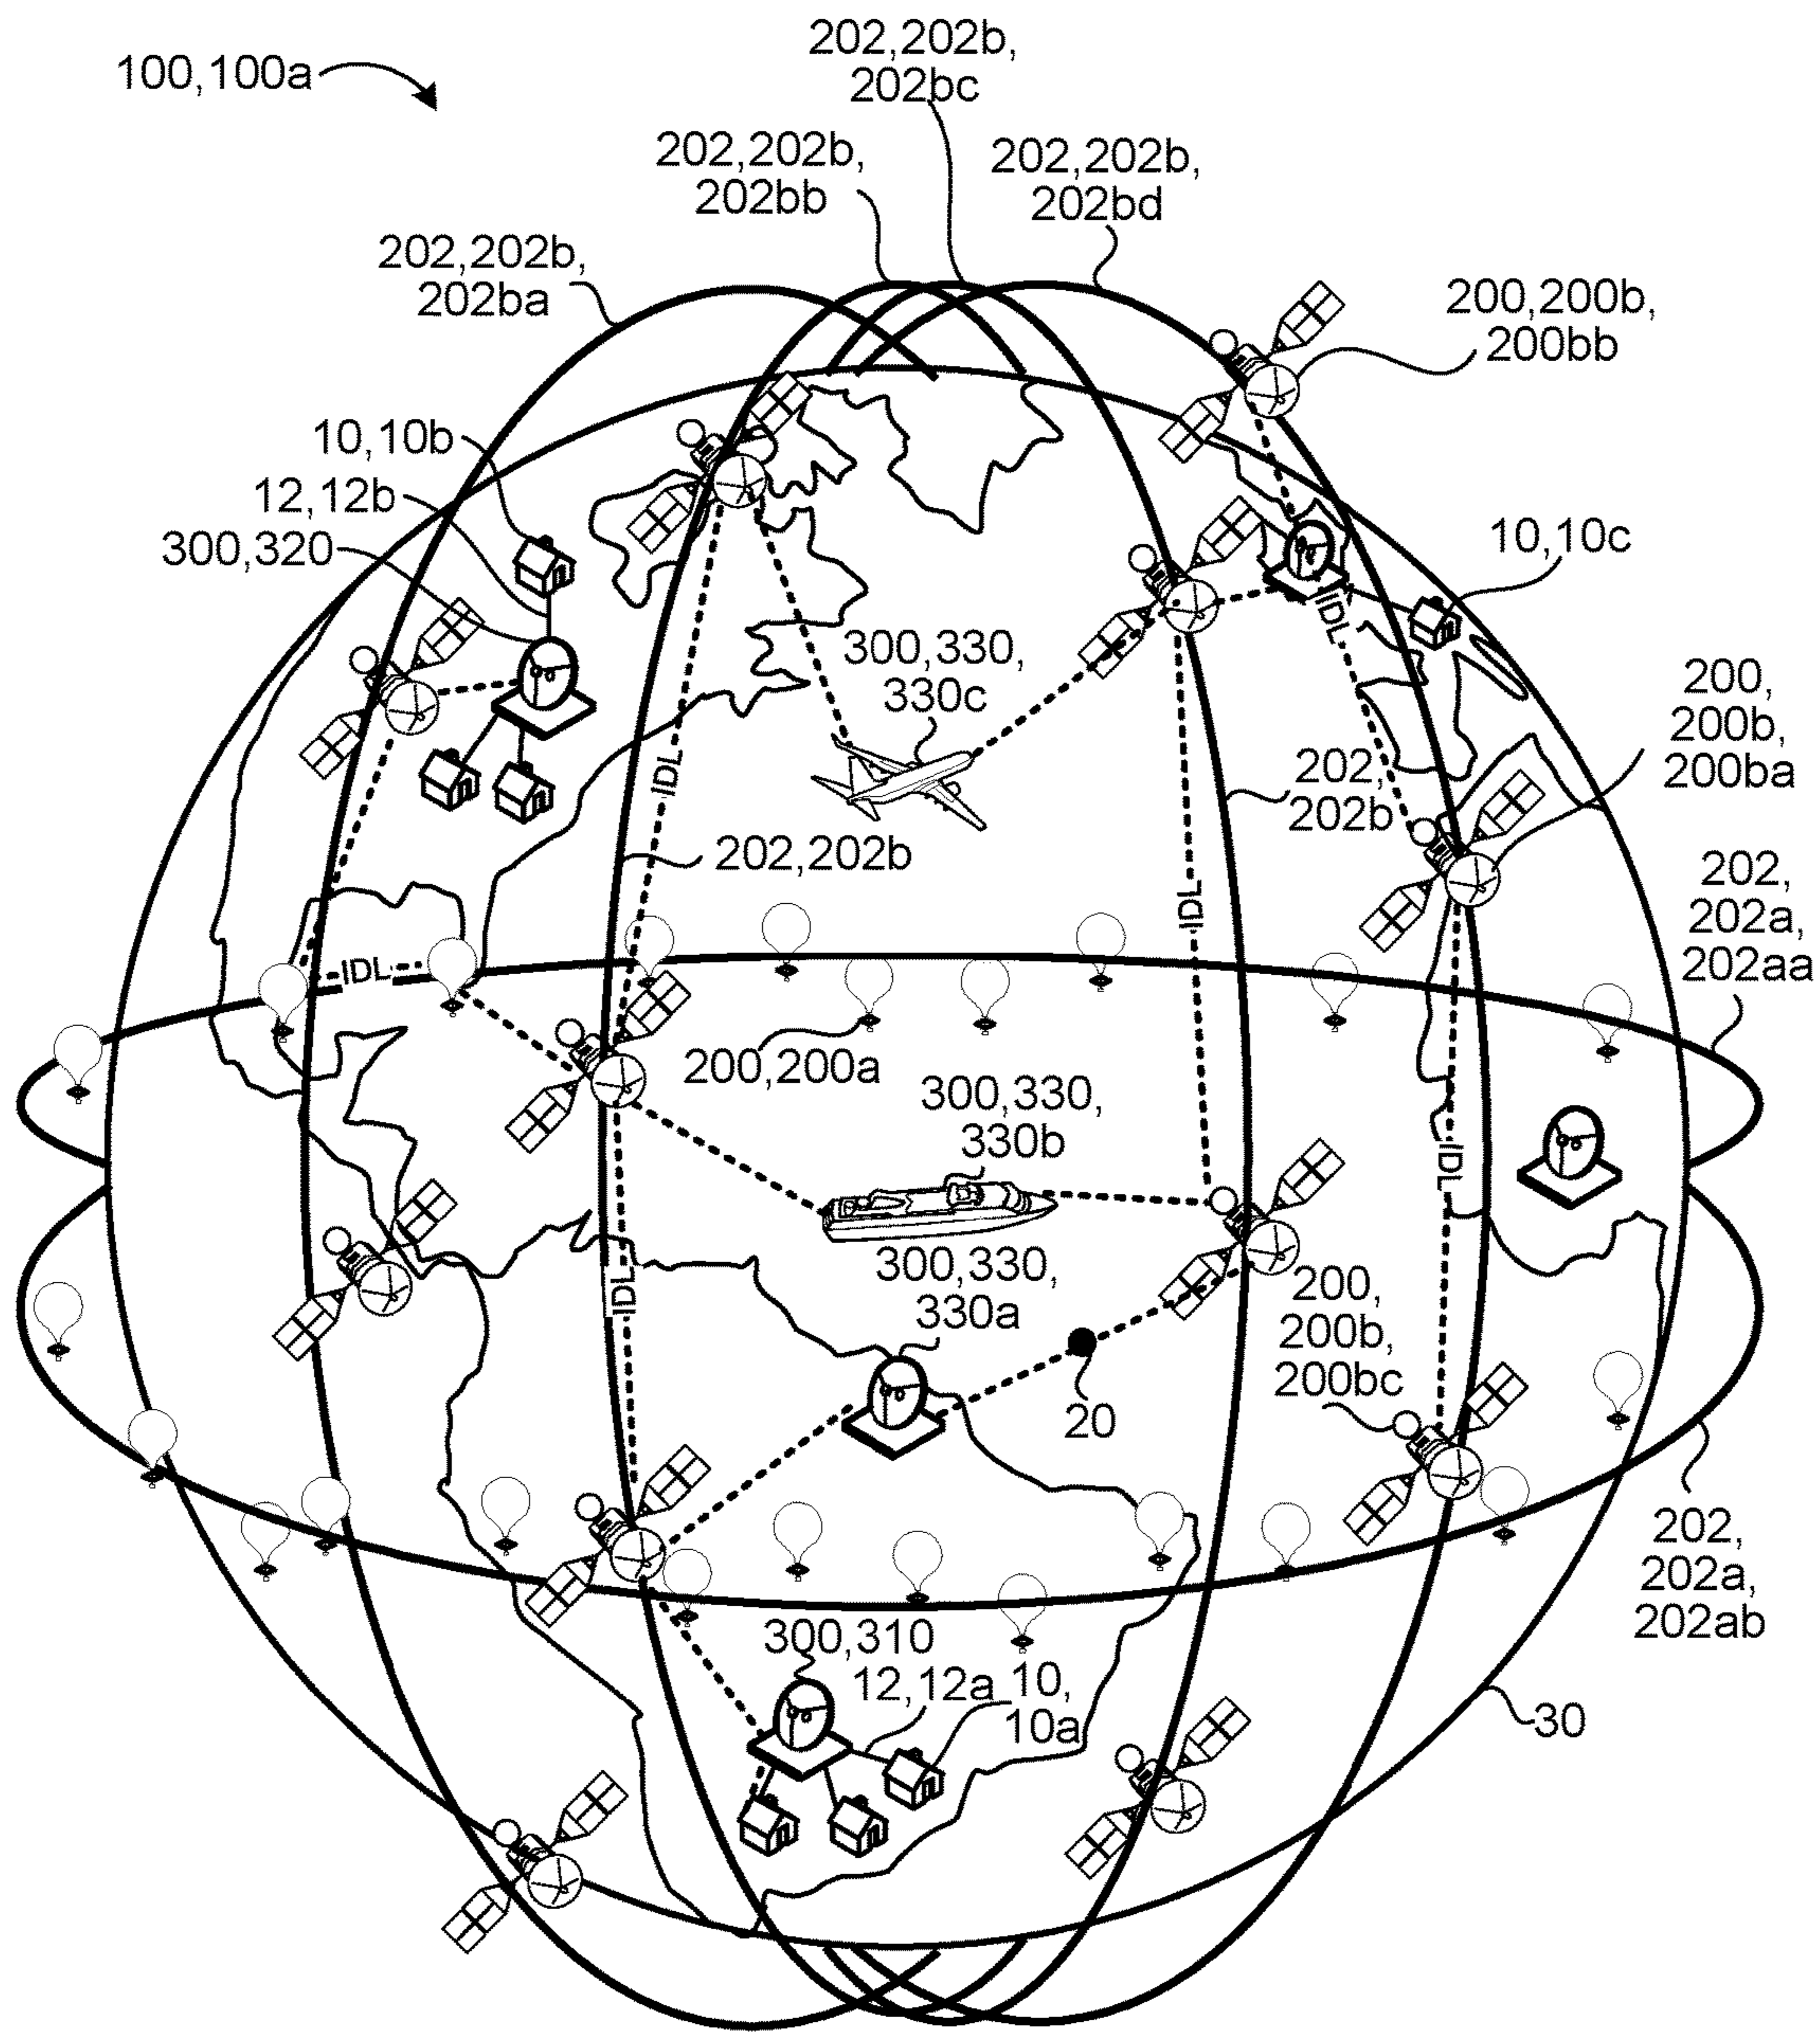 202,202b,
202bc
100,100a
202,202b,
202bb
202,202b,
202bd
202,202b,
202ba
200,200b,
200bb
10,10b
12,12b
300,320
10,10c
IDL
300,330,
330c
200,
200b,
200ba
IDL
202,
202b
202,202b
202,
202a,
202aa
IDL
IDL
200,200a
300,330,
330b
IDL
300,330,
330a
IDL
200,
200b,
200bc
20
202,
202a,
202ab
300,310
12,12a
10,
10a
30